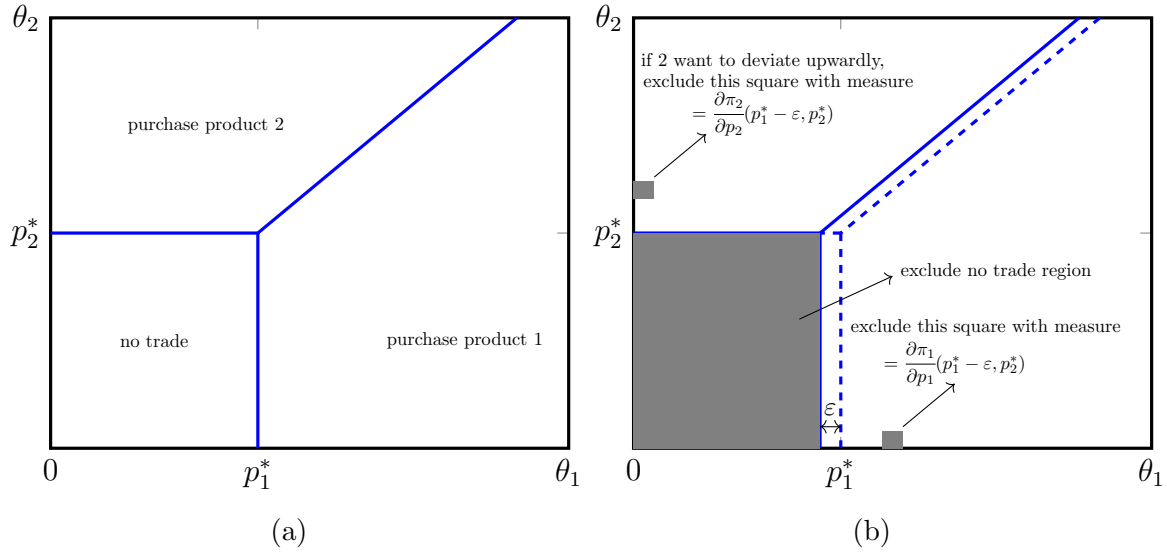 θ₂
purchase product 2
p₂*
no trade
purchase product 1
0
p₁*
θ₁
(a)
θ₂
if 2 want to deviate upwardly,
exclude this square with measure
= ∂π₂/∂p₂ (p₁* − ε, p₂*)
p₂*
exclude no trade region
exclude this square with measure
= ∂π₁/∂p₁ (p₁* − ε, p₂*)
ε
0
p₁*
θ₁
(b)